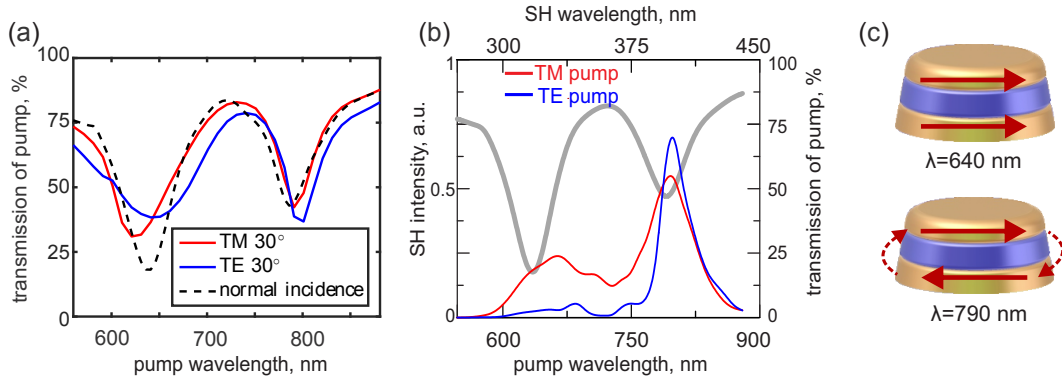 (a)
100
75
50
25
0
transmission of pump, %
600
700
800
pump wavelength, nm
TM 30°
TE 30°
normal incidence
(b)
SH wavelength, nm
300
375
450
TM pump
TE pump
1
0.5
0
SH intensity, a.u.
100
75
50
25
0
transmission of pump, %
600
750
900
pump wavelength, nm
(c)
λ=640 nm
λ=790 nm